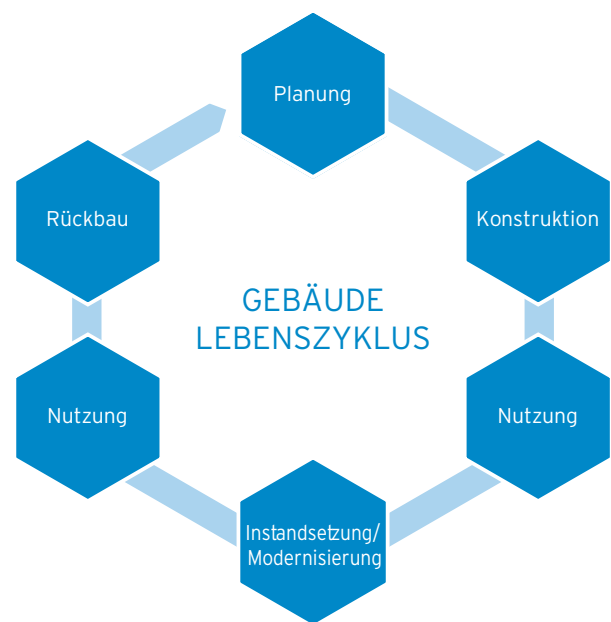 Planung
Konstruktion
Nutzung
Instandsetzung/
Modernisierung
Nutzung
Rückbau
GEBÄUDE
LEBENSZYKLUS